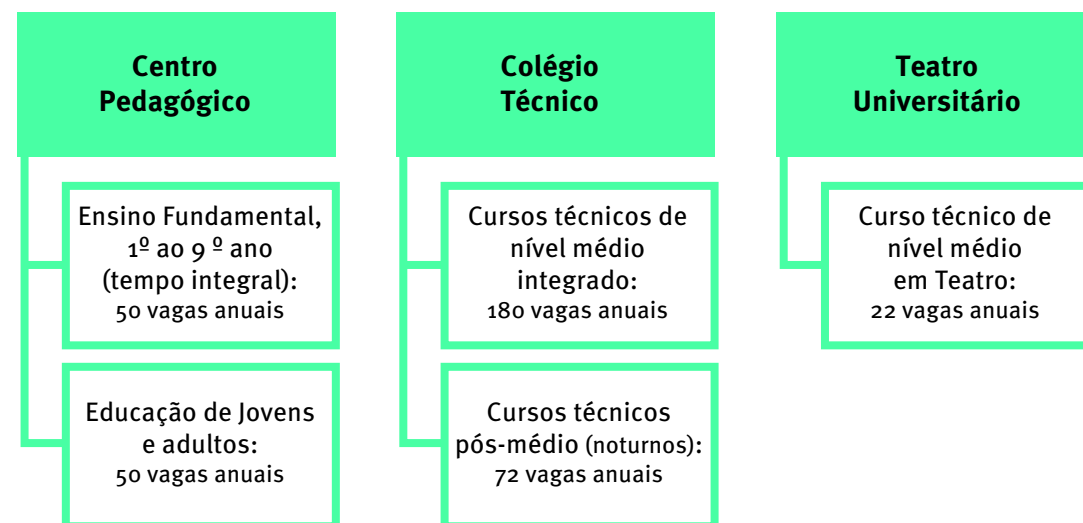 Centro
Pedagógico
Ensino Fundamental,
1º ao 9 º ano
(tempo integral):
50 vagas anuais
Educação de Jovens
e adultos:
50 vagas anuais
Colégio
Técnico
Cursos técnicos de
nível médio
integrado:
180 vagas anuais
Cursos técnicos
pós-médio (noturnos):
72 vagas anuais
Teatro
Universitário
Curso técnico de
nível médio
em Teatro:
22 vagas anuais